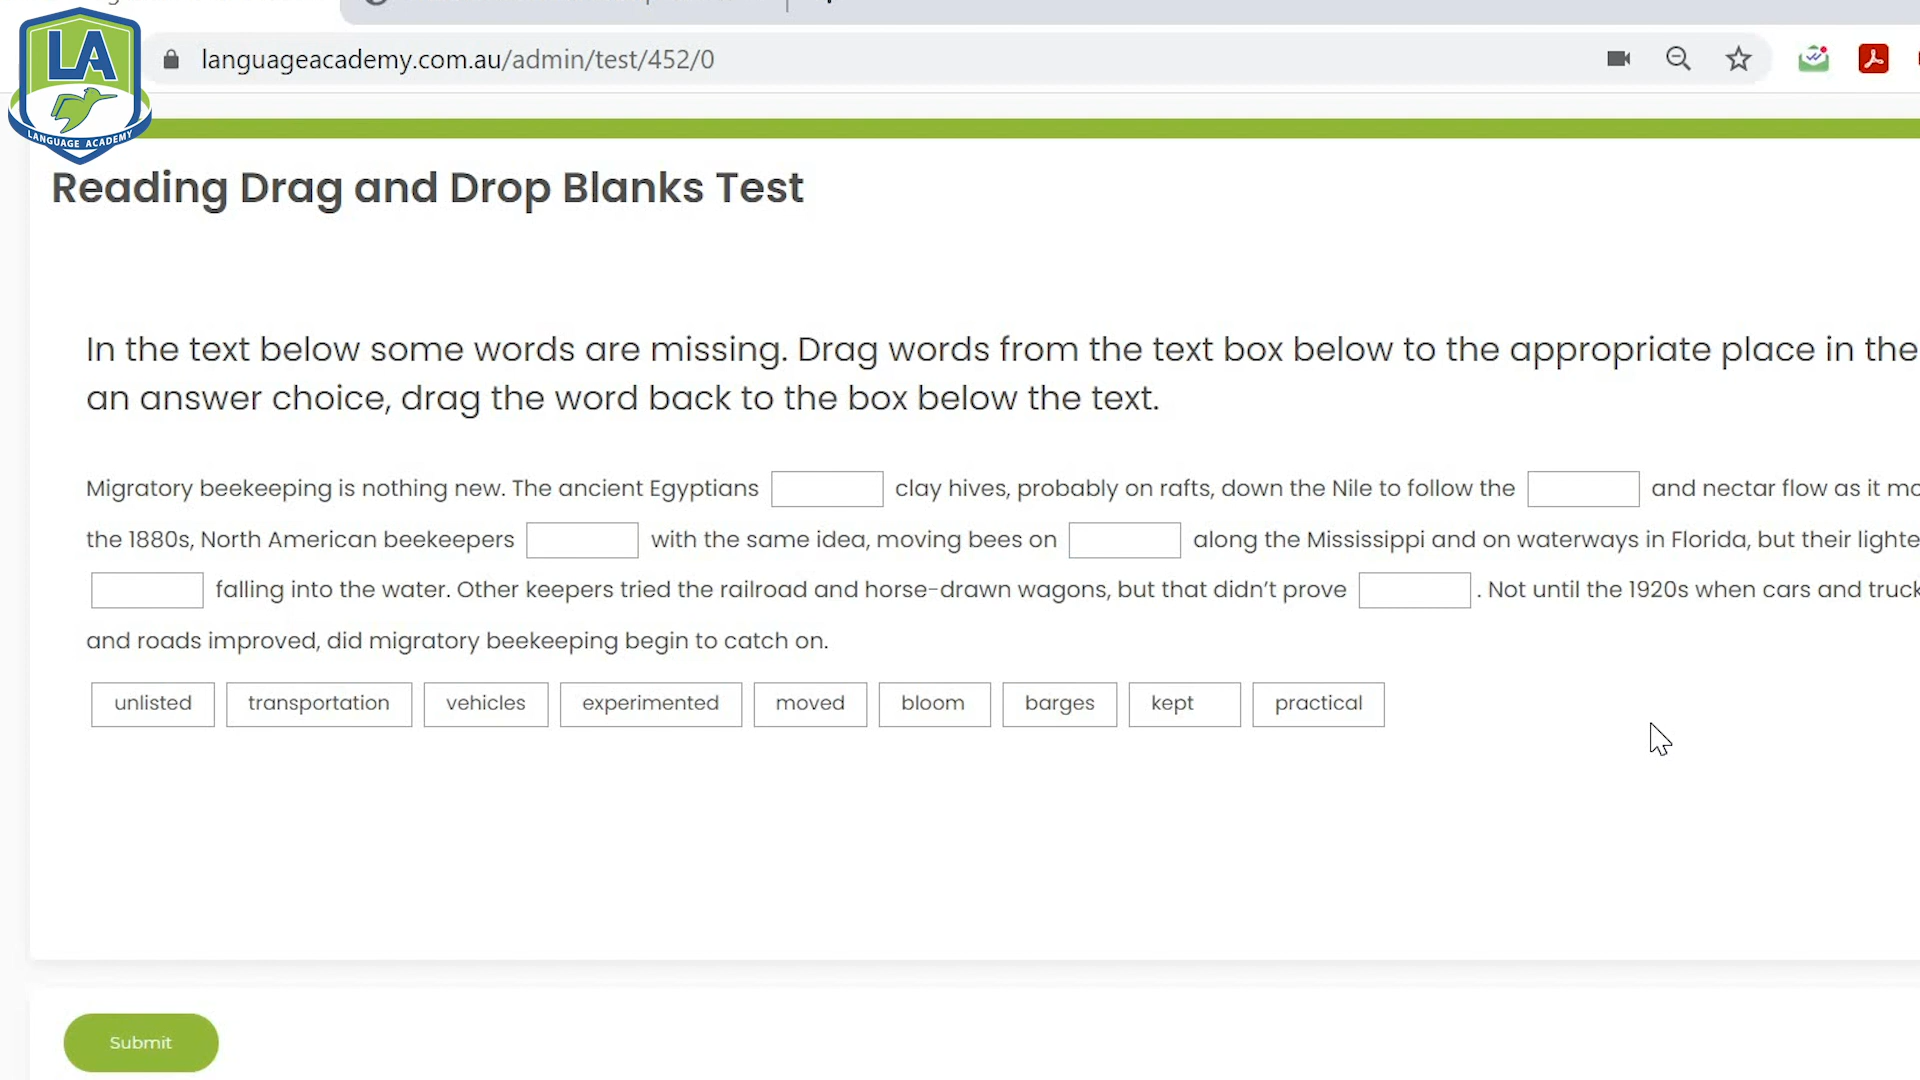 LA
LANGUAGE ACADEMY
languageacademy.com.au/admin/test/452/0
Reading Drag and Drop Blanks Test
In the text below some words are missing. Drag words from the text box below to the appropriate place in the
an answer choice, drag the word back to the box below the text.
Migratory beekeeping is nothing new. The ancient Egyptians clay hives, probably on rafts, down the Nile to follow the and nectar flow as it
the 1880s, North American beekeepers with the same idea, moving bees on along the Mississippi and on waterways in Florida, but their
falling into the water. Other keepers tried the railroad and horse-drawn wagons, but that didn't prove . Not until the 1920s when cars and
and roads improved, did migratory beekeeping begin to catch on.
unlisted transportation vehicles experimented moved bloom barges kept practical
Submit